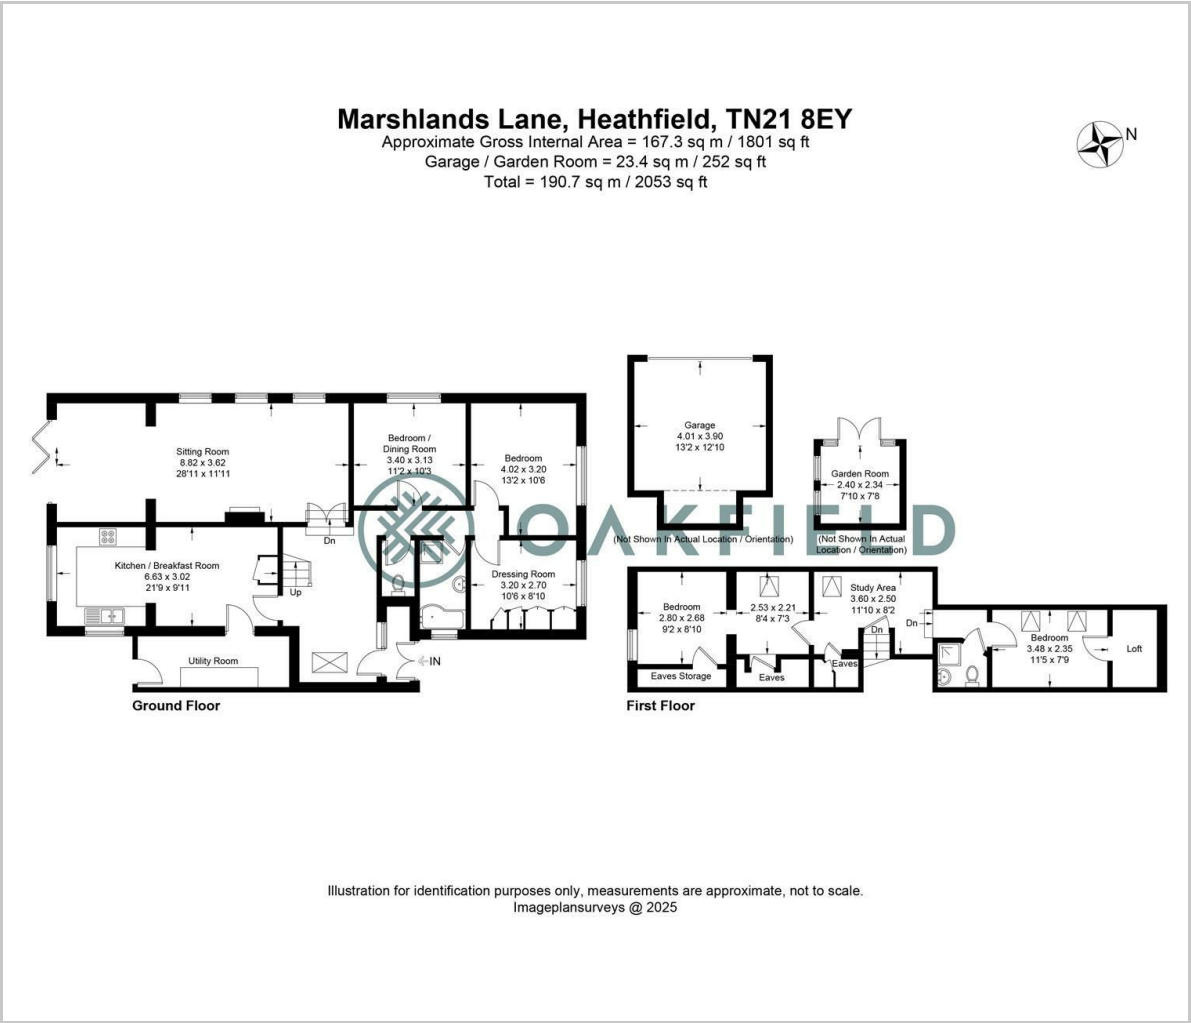 Marshlands Lane, Heathfield, TN21 8EY
Approximate Gross Internal Area = 167.3 sq m / 1801 sq ft
Garage / Garden Room = 23.4 sq m / 252 sq ft
Total = 190.7 sq m / 2053 sq ft
N
Sitting Room
8.82 x 3.62
28'11 x 11'11
Bedroom /
Dining Room
3.40 x 3.13
11'2 x 10'3
Bedroom
4.02 x 3.20
13'2 x 10'6
Dn
Kitchen / Breakfast Room
6.63 x 3.02
21'9 x 9'11
Up
Dressing Room
3.20 x 2.70
10'6 x 8'10
Utility Room
IN
Ground Floor
Garage
4.01 x 3.90
13'2 x 12'10
(Not Shown In Actual Location / Orientation)
Garden Room
2.40 x 2.34
7'10 x 7'8
(Not Shown In Actual
Location / Orientation)
OAKFIELD
Bedroom
2.80 x 2.68
9'2 x 8'10
2.53 x 2.21
8'4 x 7'3
Study Area
3.60 x 2.50
11'10 x 8'2
Dn
Dn
Bedroom
3.48 x 2.35
11'5 x 7'9
Loft
Eaves Storage
Eaves
Eaves
First Floor
Illustration for identification purposes only, measurements are approximate, not to scale.
Imageplansurveys @ 2025